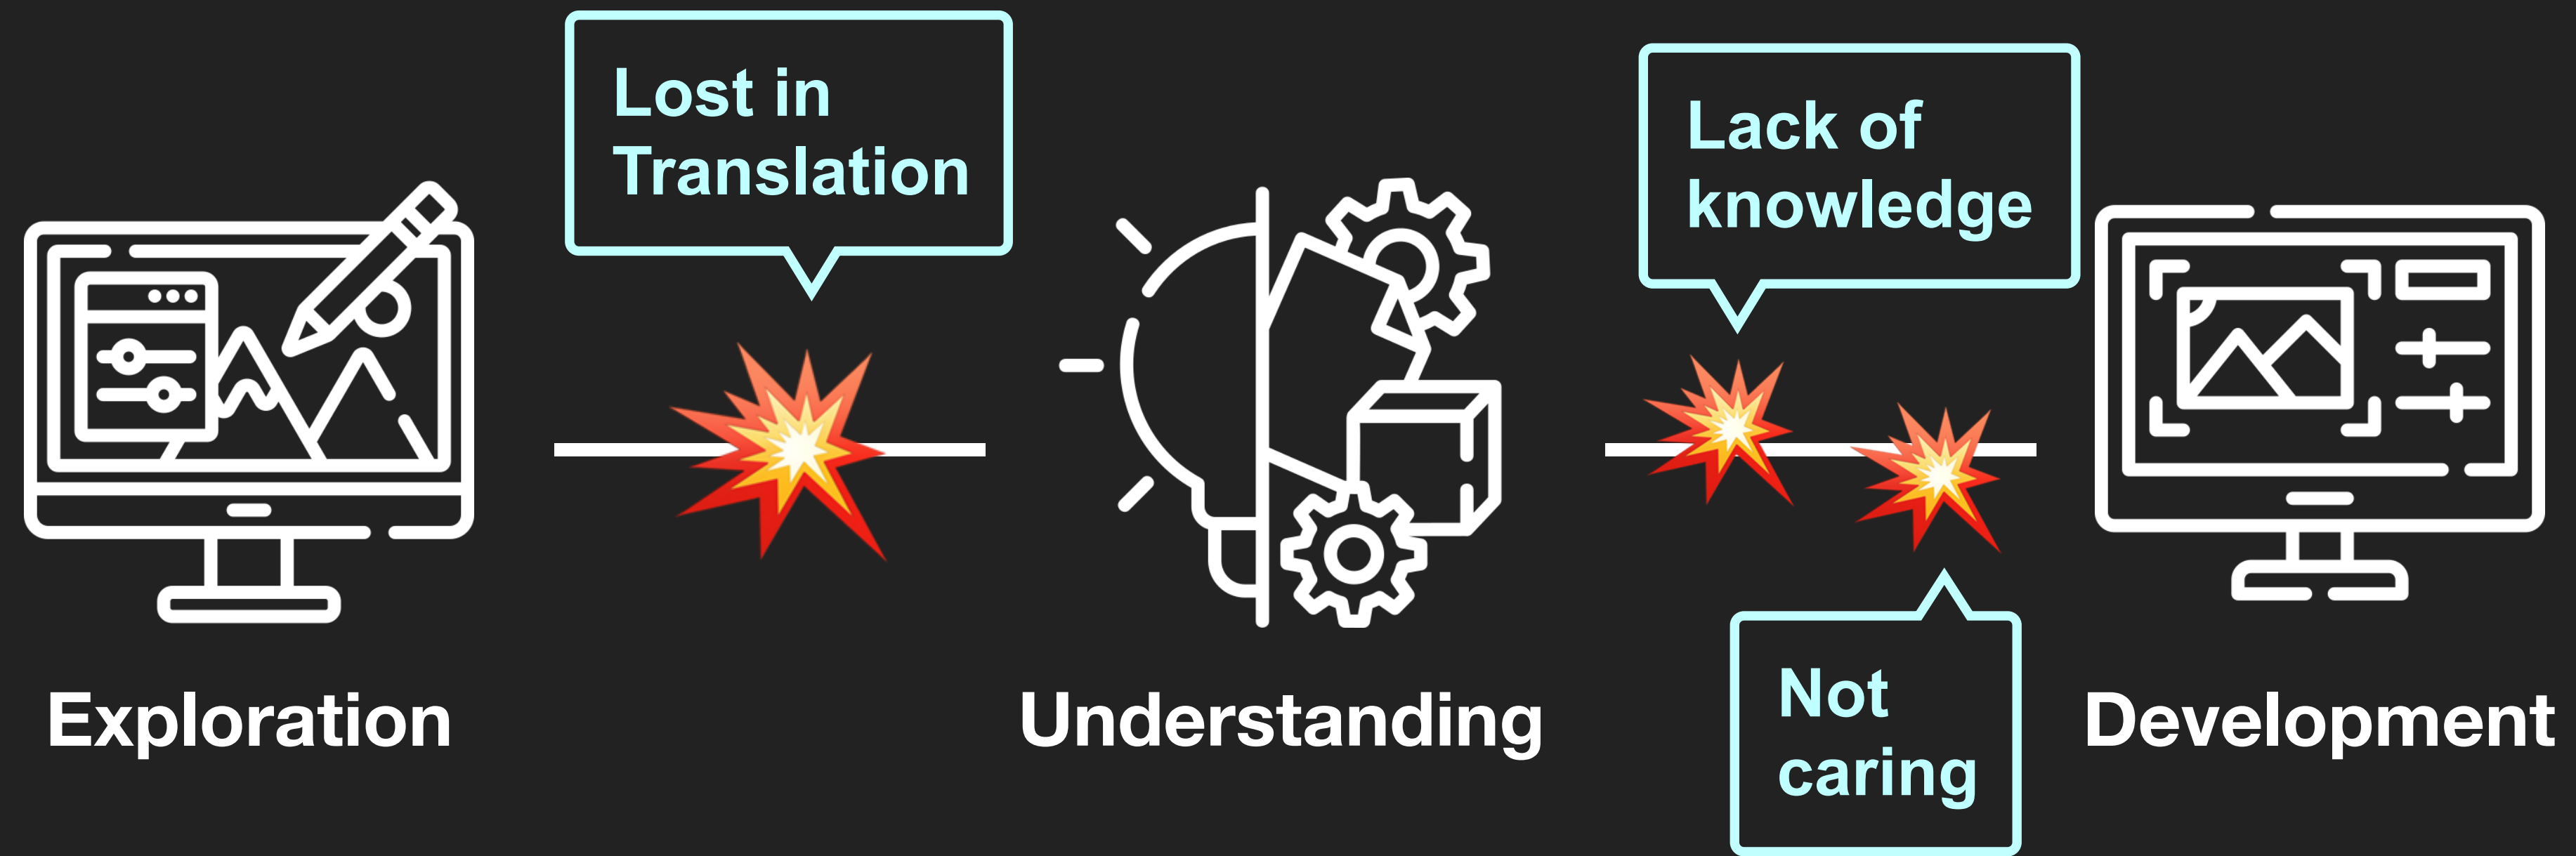 Lost in
Translation
Lack of
knowledge
Exploration
Understanding
Not
caring
Development